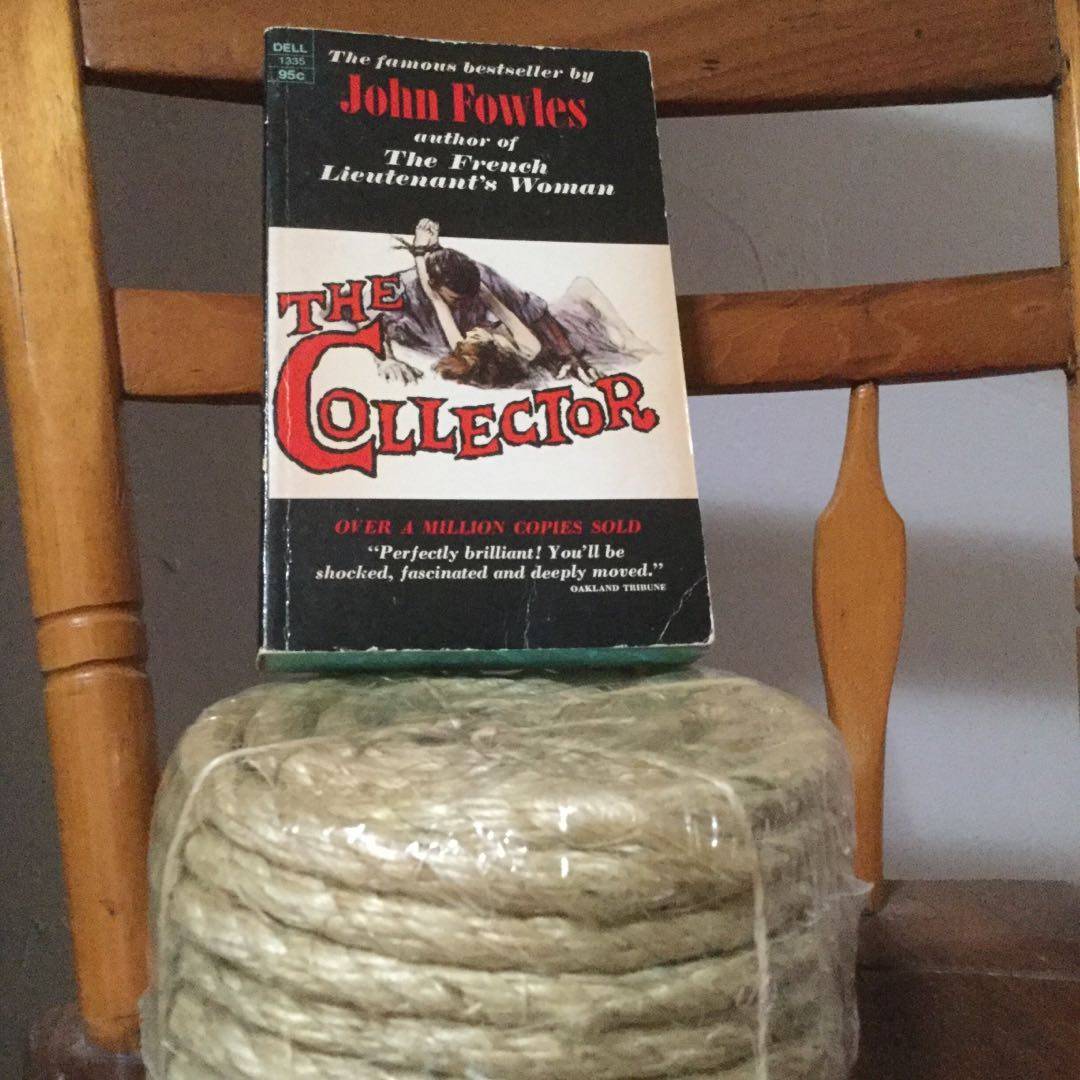 DELL
1335
95c
The famous bestseller by
John Fowles
author of
The French
Lieutenant's Woman
THE
COLLECTOR
OVER A MILLION COPIES SOLD
"Perfectly brilliant! You'll be
shocked, fascinated and deeply moved."
OAKLAND TRIBUNE